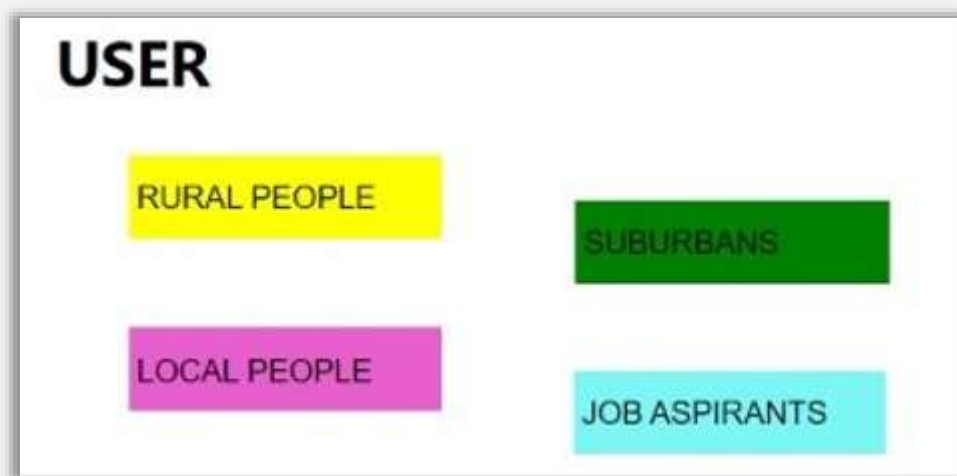 USER
RURAL PEOPLE
SUBURBANS
LOCAL PEOPLE
JOB ASPIRANTS